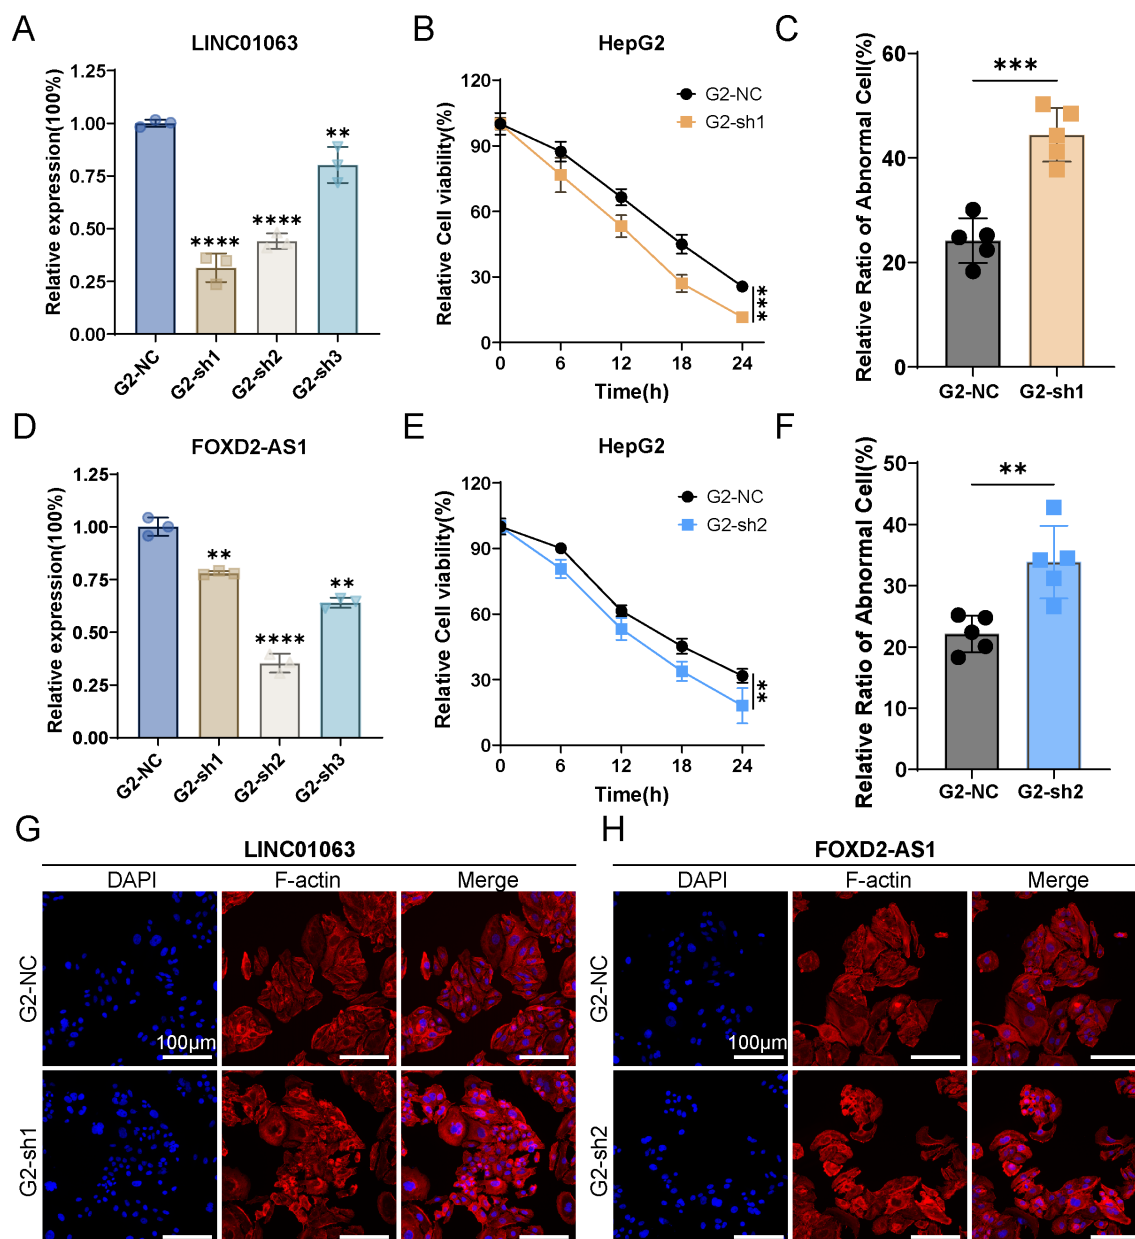 A
LINC01063
Relative expression(100%)
1.25
1.00
0.75
0.50
0.25
0.00
****
****
**
G2-NC
G2-sh1
G2-sh2
G2-sh3
B
HepG2
Relative Cell viability(%)
120
90
60
30
0
G2-NC
G2-sh1
***
0 6 12 18 24
Time(h)
C
Relative Ratio of Abnormal Cell(%)
60
40
20
0
***
G2-NC G2-sh1
D
FOXD2-AS1
Relative expression(100%)
1.25
1.00
0.75
0.50
0.25
0.00
**
****
**
G2-NC
G2-sh1
G2-sh2
G2-sh3
E
HepG2
Relative Cell viability(%)
120
90
60
30
0
G2-NC
G2-sh2
**
0 6 12 18 24
Time(h)
F
Relative Ratio of Abnormal Cell(%)
50
40
30
20
10
0
**
G2-NC G2-sh2
G
LINC01063
DAPI F-actin Merge
G2-NC
100μm
G2-sh1
H
FOXD2-AS1
DAPI F-actin Merge
G2-NC
100μm
G2-sh2